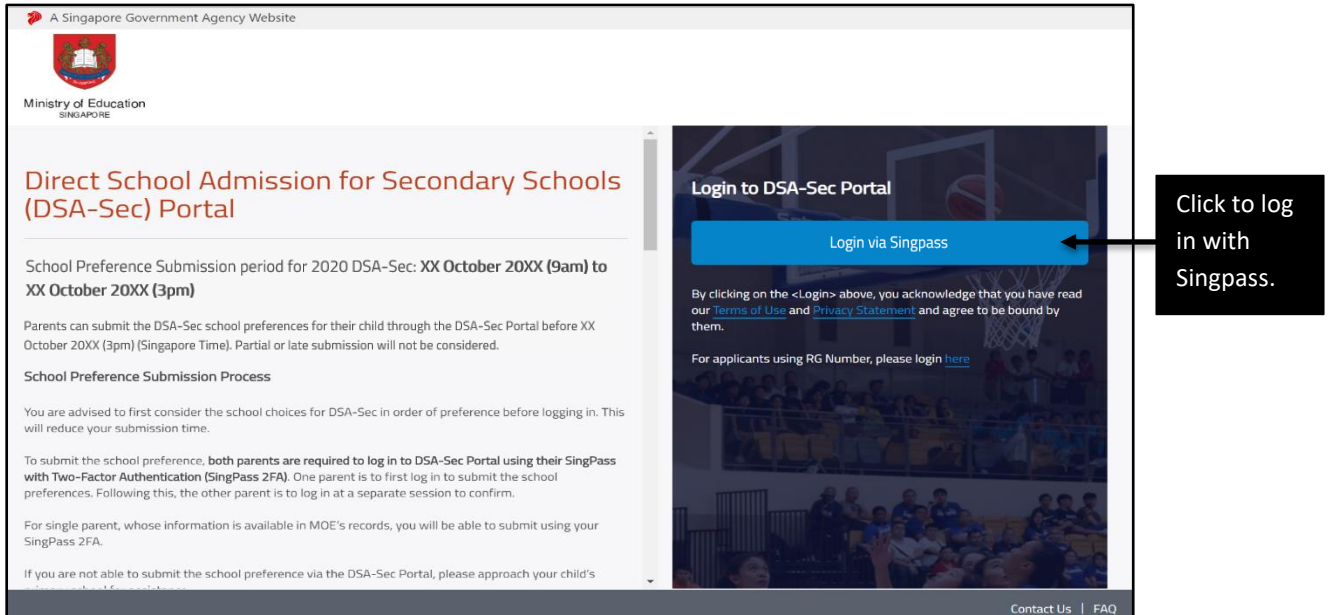 A Singapore Government Agency Website
Ministry of Education
SINGAPORE
Direct School Admission for Secondary Schools
(DSA-Sec) Portal
School Preference Submission period for 2020 DSA-Sec: XX October 20XX (9am) to
XX October 20XX (3pm)
Parents can submit the DSA-Sec school preferences for their child through the DSA-Sec Portal before XX
October 20XX (3pm) (Singapore Time). Partial or late submission will not be considered.
School Preference Submission Process
You are advised to first consider the school choices for DSA-Sec in order of preference before logging in. This
will reduce your submission time.
To submit the school preference, both parents are required to log in to DSA-Sec Portal using their SingPass
with Two-Factor Authentication (SingPass 2FA). One parent is to first log in to submit the school
preferences. Following this, the other parent is to log in at a separate session to confirm.
For single parent, whose information is available in MOE's records, you will be able to submit using your
SingPass 2FA.
If you are not able to submit the school preference via the DSA-Sec Portal, please approach your child's
Login to DSA-Sec Portal
Login via Singpass
By clicking on the <Login> above, you acknowledge that you have read
our Terms of Use and Privacy Statement and agree to be bound by
them.
For applicants using RG Number, please login here
Click to log
in with
Singpass.
Contact Us | FAQ